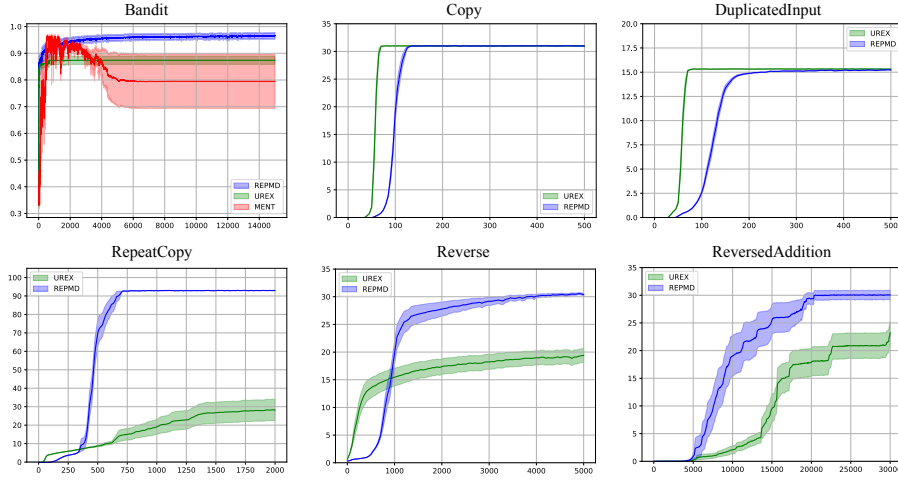 Bandit
1.0
0.9
0.8
0.7
0.6
0.5
0.4
0.3
0 2000 4000 6000 8000 10000 12000 14000
REPMD
UREX
MENT
Copy
35
30
25
20
15
10
5
0
0 100 200 300 400 500
UREX
REPMD
DuplicatedInput
20.0
17.5
15.0
12.5
10.0
7.5
5.0
2.5
0.0
0 100 200 300 400 500
UREX
REPMD
RepeatCopy
100
90
80
70
60
50
40
30
20
10
0
0 250 500 750 1000 1250 1500 1750 2000
UREX
REPMD
Reverse
35
30
25
20
15
10
5
0
0 1000 2000 3000 4000 5000
UREX
REPMD
ReversedAddition
35
30
25
20
15
10
5
0
0 5000 10000 15000 20000 25000 30000
UREX
REPMD